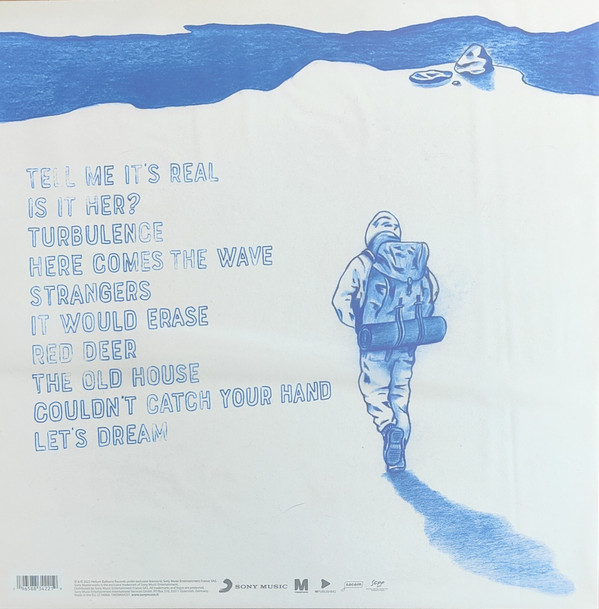 TELL ME IT'S REAL
IS IT HER?
TURBULENCE
HERE COMES THE WAVE
STRANGERS
IT WOULD ERASE
RED DEER
THE OLD HOUSE
COULDN'T CATCH YOUR HAND
LET'S DREAM
SONY MUSIC
M